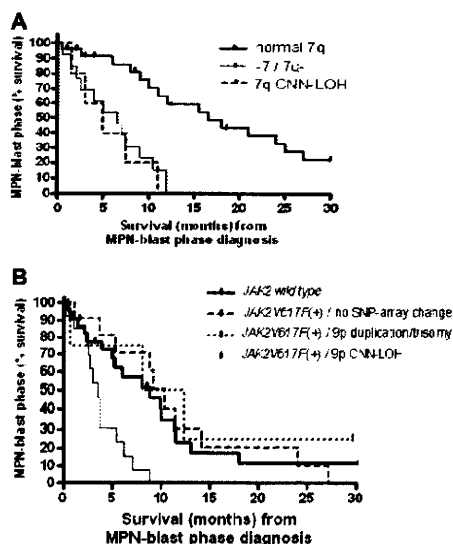 A
MPN-blast phase (% survival)
100
90
80
70
60
50
40
30
20
10
0
normal 7q
-7 / 7q-
7q CNN-LOH
0 5 10 15 20 25 30
Survival (months) from
MPN-blast phase diagnosis
B
MPN-blast phase (% survival)
100
90
80
70
60
50
40
30
20
10
0
JAK2 wild type
JAK2V617F(+) / no SNP-array change
JAK2V617F(+) / 9p duplication/trisomy
JAK2V617F(+) / 9p CNN-LOH
0 5 10 15 20 25 30
Survival (months) from
MPN-blast phase diagnosis